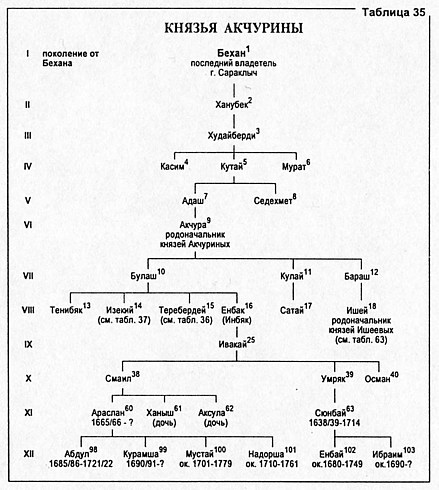 Таблица 35
КНЯЗЬЯ АКЧУРИНЫ
I поколение от Бехан1
Бехана последний владетель
г. Сараклыч
II Ханубек2
III Худайберди3
IV Касим4 Кутай5 Мурат6
V Адаш7 Седехмет8
VI Акчура9
родоначальник
князей Акчуриных
VII Булаш10 Кулай11 Бараш12
VIII Тенибяк13 Изекий14 Теребердей15 Енбак16 Сатай17 Ишей18
(см. табл. 37) (см. табл. 36) (Инбяк) родоначальник
князей Ишеевых
(см. табл. 63)
IX Ивакай25
X Смаил38 Умряк39 Осман40
XI Араслан60 Ханыш61 Аксула62 Сюнбай63
1665/66 - ? (дочь) (дочь) 1638/39-1714
XII Абдул98 Курамша99 Мустай100 Надорша101 Енбай102 Ибраим103
1685/86-1721/22 1690/91-? ок. 1701-1779 ок. 1710-1761 ок.1680-1749 ок.1690-?